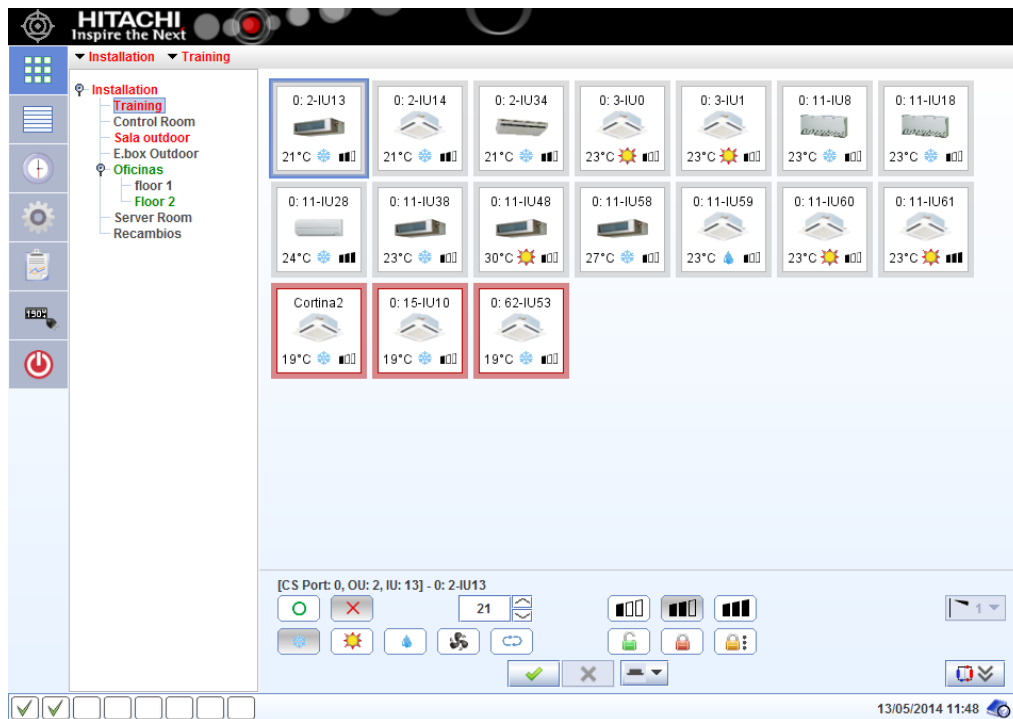 HITACHI
Inspire the Next
Installation Training
Installation
Training
Control Room
Sala outdoor
E.box Outdoor
Oficinas
floor 1
Floor 2
Server Room
Recambios
0: 2-IU13 0: 2-IU14 0: 2-IU34 0: 3-IU0 0: 3-IU1 0: 11-IU8 0: 11-IU18
21°C 21°C 21°C 23°C 23°C 23°C 23°C
0: 11-IU28 0: 11-IU38 0: 11-IU48 0: 11-IU58 0: 11-IU59 0: 11-IU60 0: 11-IU61
24°C 23°C 30°C 27°C 23°C 23°C 23°C
Cortina2 0: 15-IU10 0: 62-IU53
19°C 19°C 19°C
[CS Port: 0, OU: 2, IU: 13] - 0: 2-IU13
21
1
13/05/2014 11:48